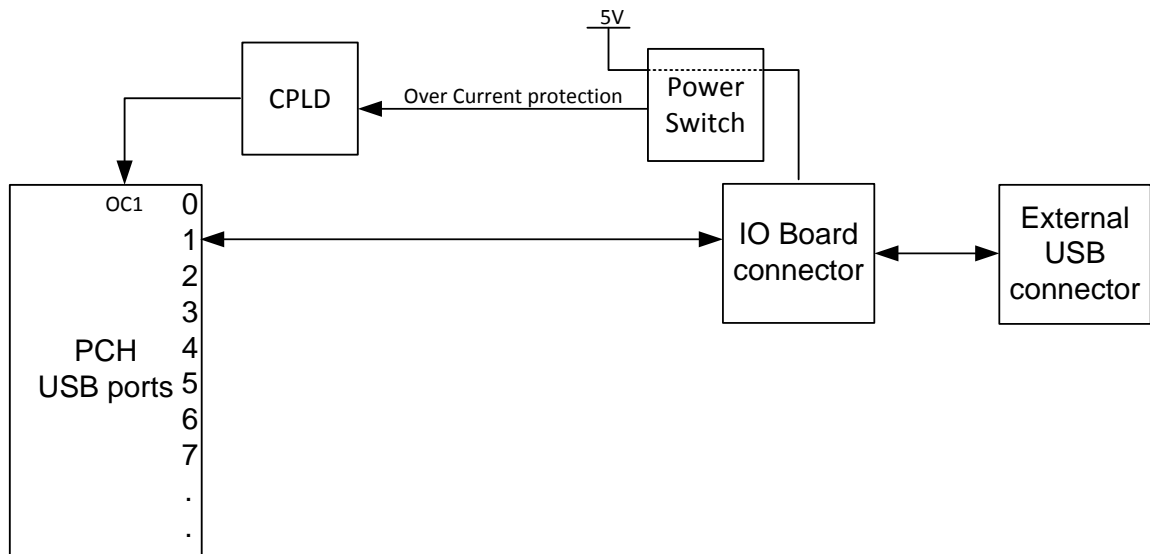 5V
CPLD
Over Current protection
Power
Switch
OC1
0
1
2
3
4
5
6
7
.
.
PCH
USB ports
IO Board
connector
External
USB
connector